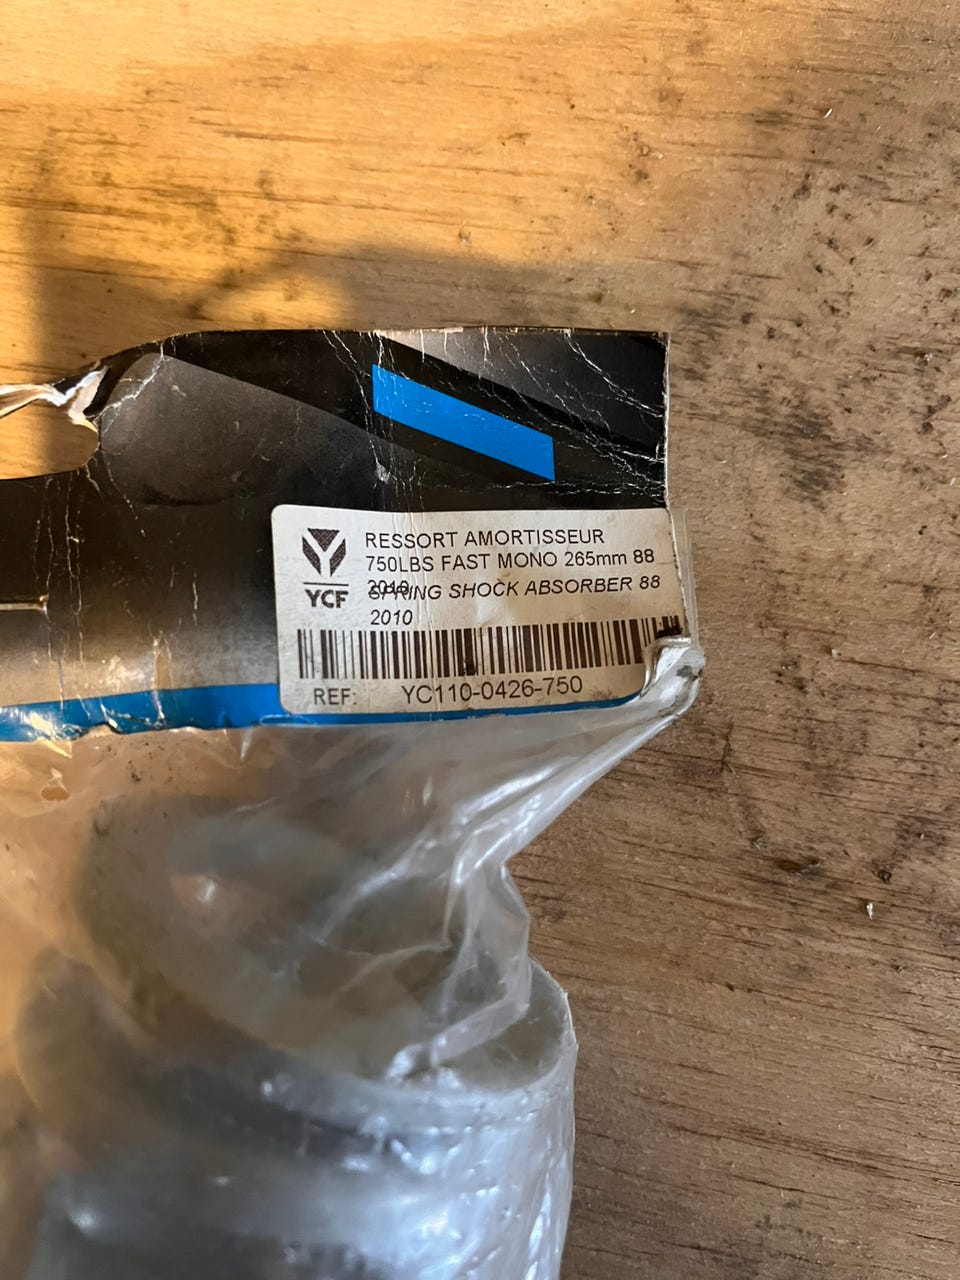 RESSORT AMORTISSEUR
750LBS FAST MONO 265mm 88
2010
SPRING SHOCK ABSORBER 88
2010
YCF
REF: YC110-0426-750